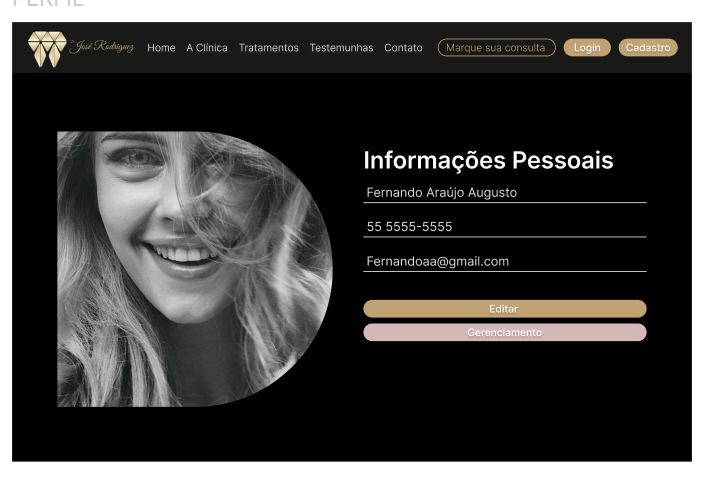 PERFIL
Dr. José Rodriguez
Home A Clínica Tratamentos Testemunhas Contato Marque sua consulta Login Cadastro
Informações Pessoais
Fernando Araújo Augusto
55 5555-5555
Fernandoaa@gmail.com
Editar
Gerenciamento